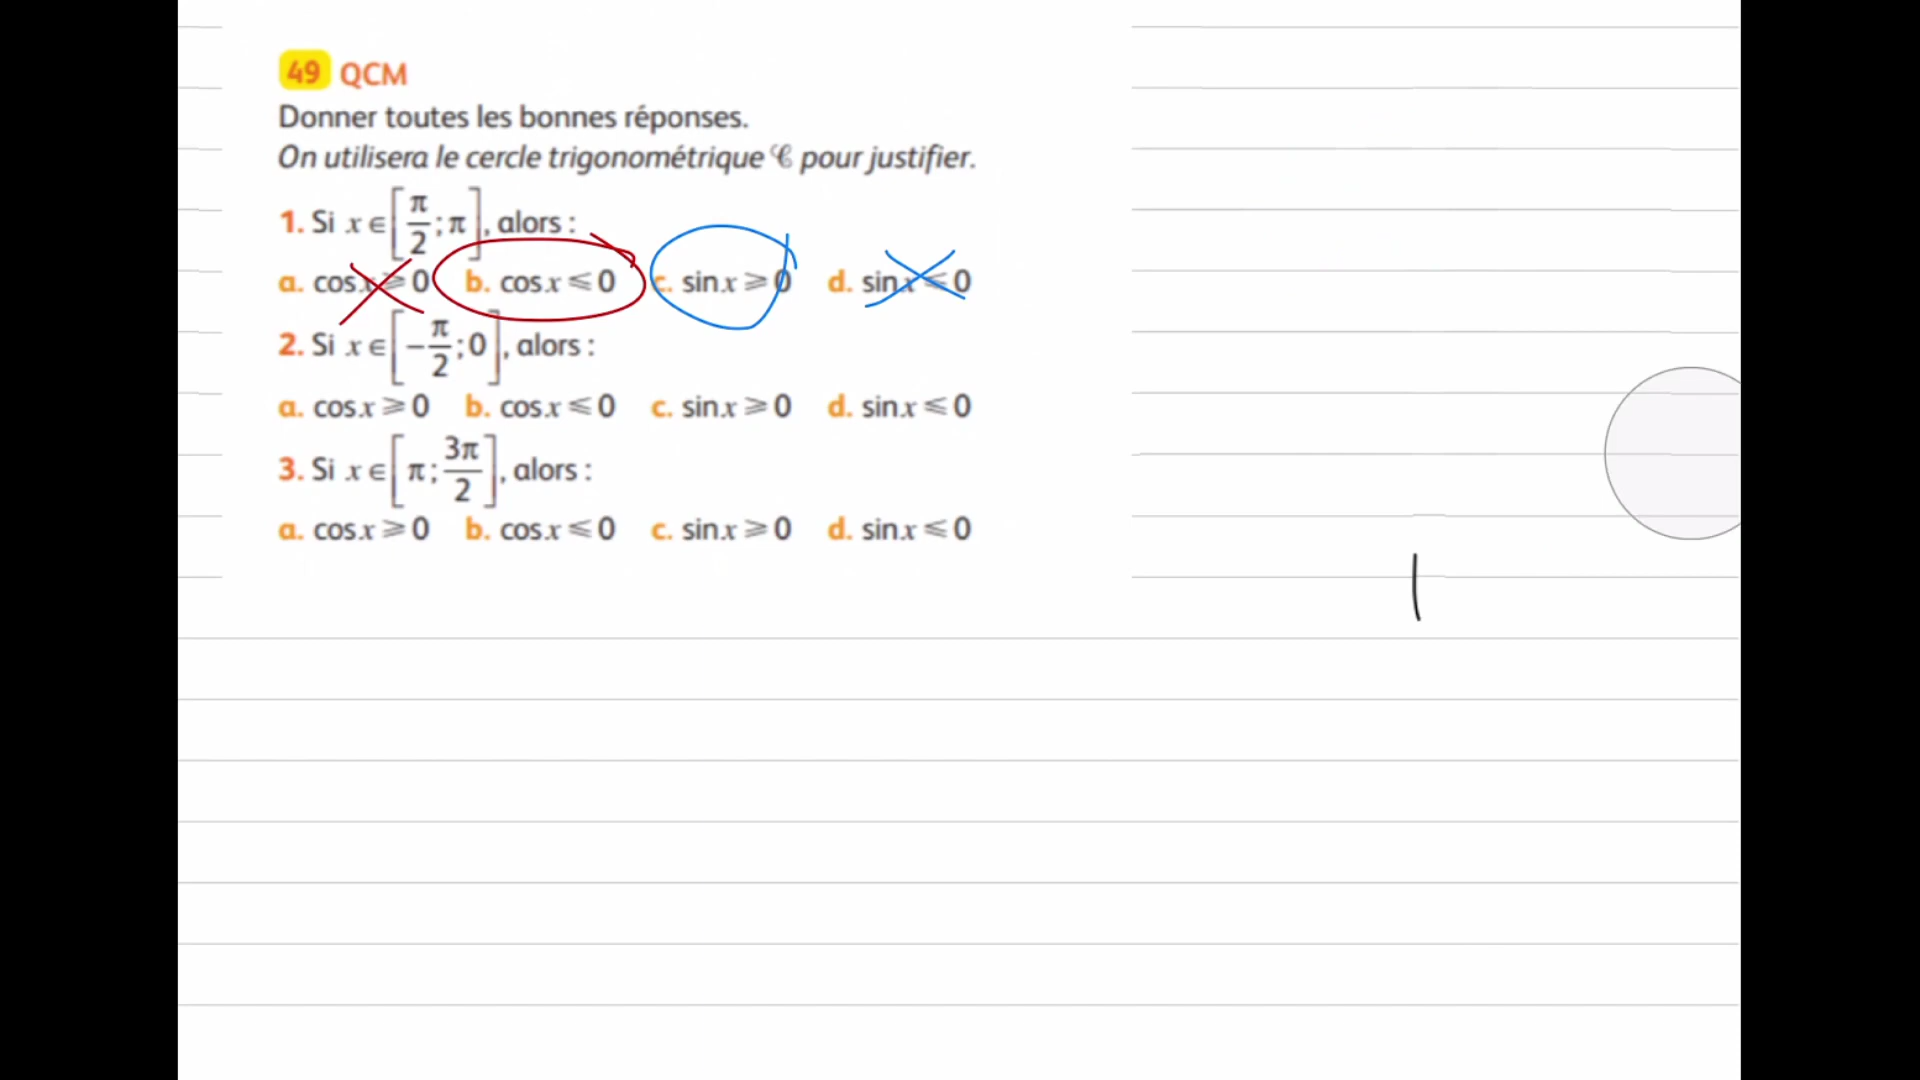 49 QCM
Donner toutes les bonnes réponses.
On utilisera le cercle trigonométrique 𝒞 pour justifier.
1. Si x ∈ [π/2 ; π], alors :
a. cos x ⩾ 0 b. cos x ⩽ 0 c. sin x ⩾ 0 d. sin x ⩽ 0
2. Si x ∈ [−π/2 ; 0], alors :
a. cos x ⩾ 0 b. cos x ⩽ 0 c. sin x ⩾ 0 d. sin x ⩽ 0
3. Si x ∈ [π ; 3π/2], alors :
a. cos x ⩾ 0 b. cos x ⩽ 0 c. sin x ⩾ 0 d. sin x ⩽ 0